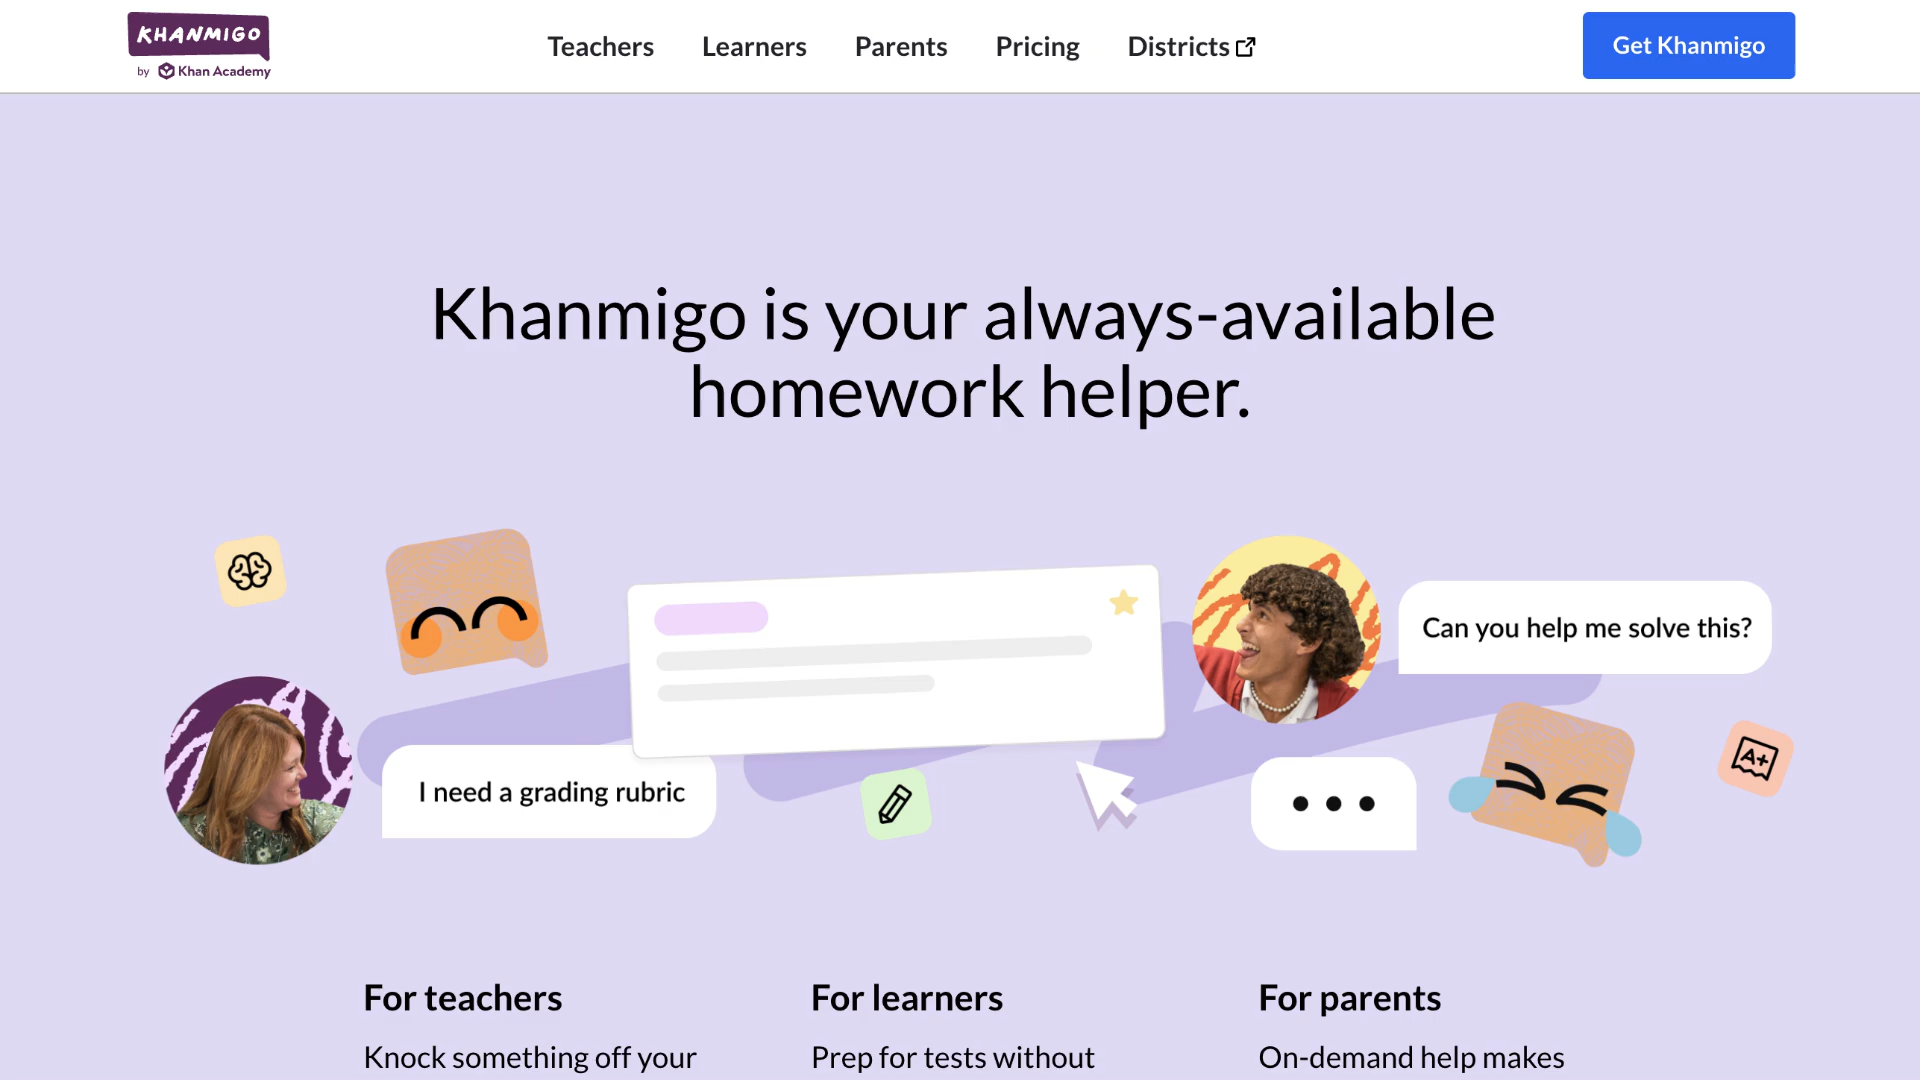 KHANMIGO
by Khan Academy
Teachers
Learners
Parents
Pricing
Districts
Get Khanmigo
Khanmigo is your always-available
homework helper.
Can you help me solve this?
I need a grading rubric
A+
For teachers
Knock something off your
For learners
Prep for tests without
For parents
On-demand help makes